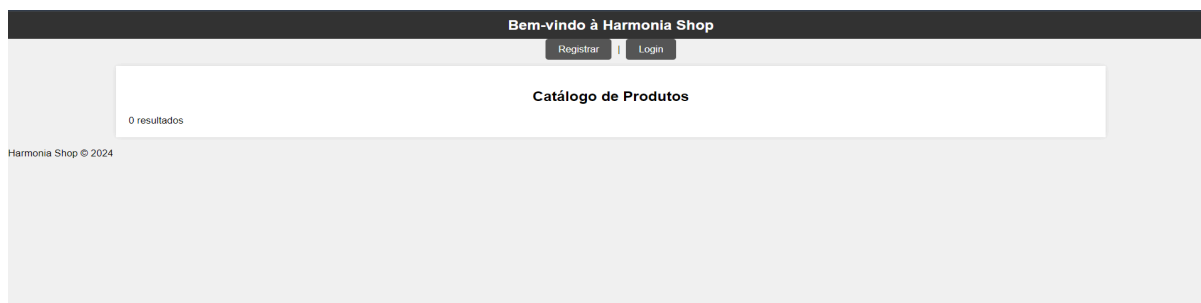 Bem-vindo à Harmonia Shop
Registrar | Login
Catálogo de Produtos
0 resultados
Harmonia Shop © 2024